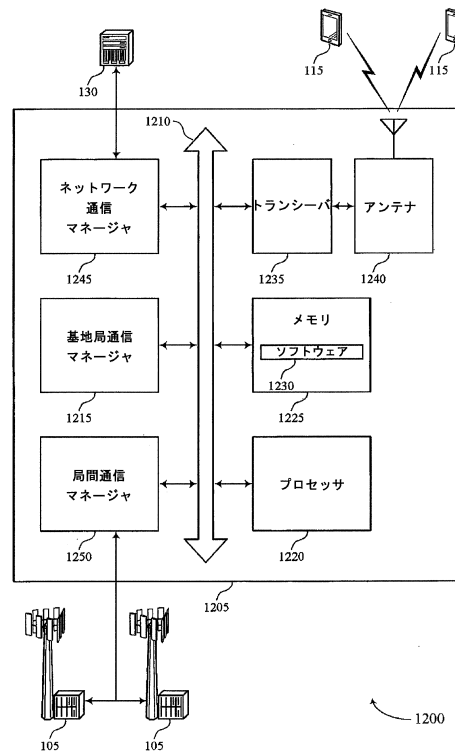 115
115
130
1210
ネットワーク
通信
マネージャ
1245
トランシーバ
1235
アンテナ
1240
基地局通信
マネージャ
1215
メモリ
ソフトウェア
1230
1225
局間通信
マネージャ
1250
プロセッサ
1220
1205
105
105
1200